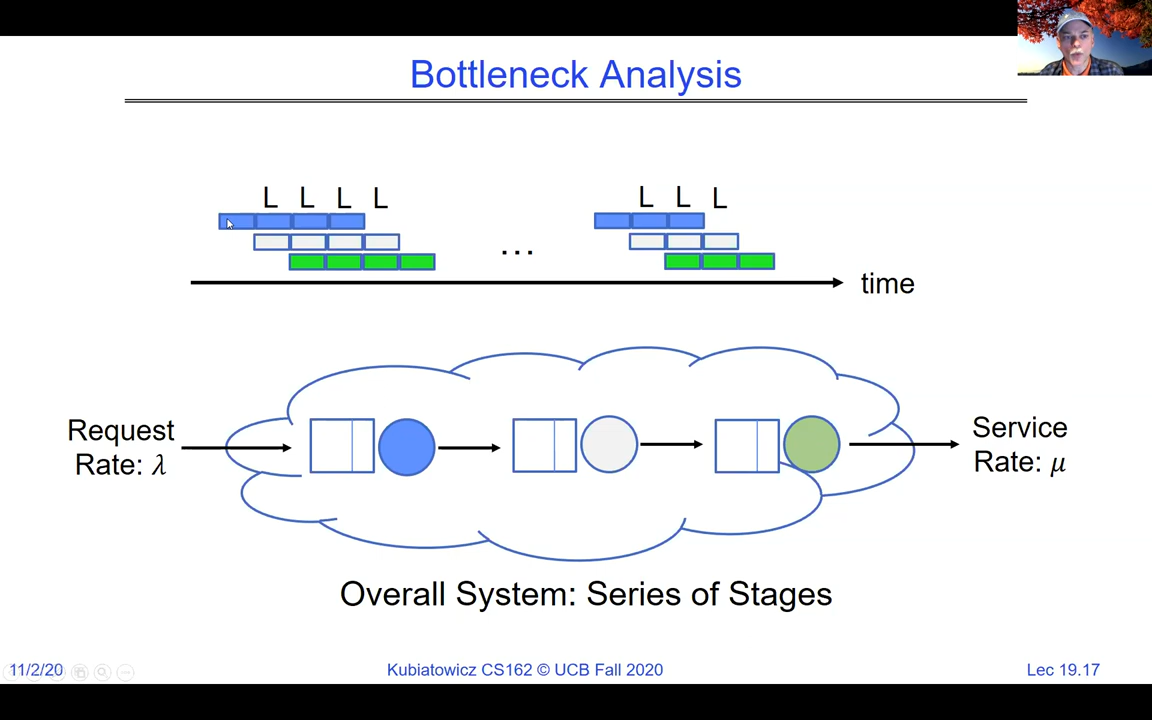 Bottleneck Analysis
L L L L
L L L
...
time
Request
Rate: λ
Service
Rate: μ
Overall System: Series of Stages
11/2/20
Kubiatowicz CS162 © UCB Fall 2020
Lec 19.17